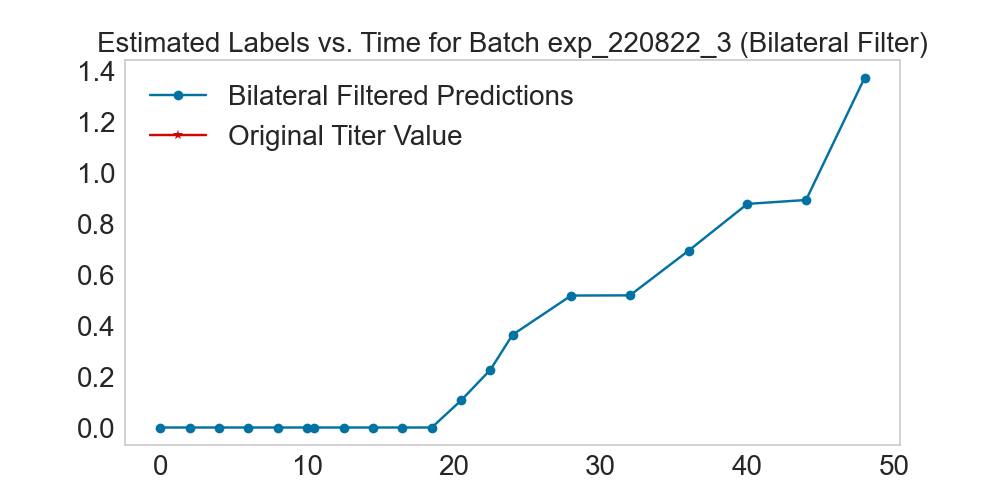 Estimated Labels vs. Time for Batch exp_220822_3 (Bilateral Filter)
Bilateral Filtered Predictions
Original Titer Value
1.4
1.2
1.0
0.8
0.6
0.4
0.2
0.0
0 10 20 30 40 50